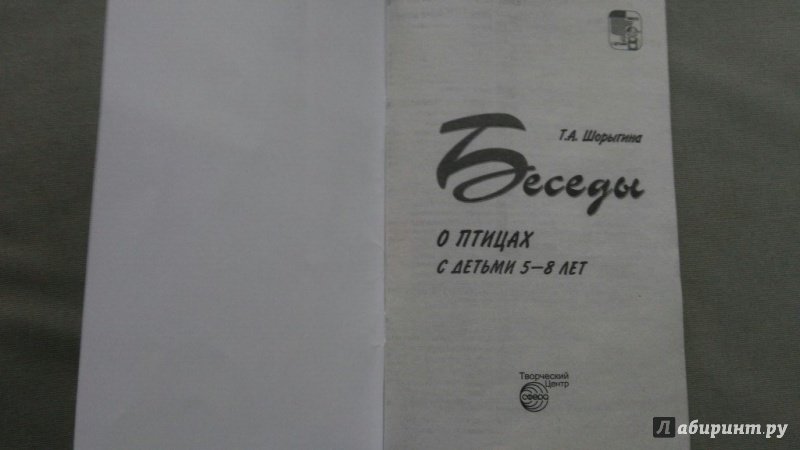 Т.А. Шорыгина
Беседы
О ПТИЦАХ
С ДЕТЬМИ 5–8 ЛЕТ
Творческий
Центр
СФЕРА
Лабиринт.ру